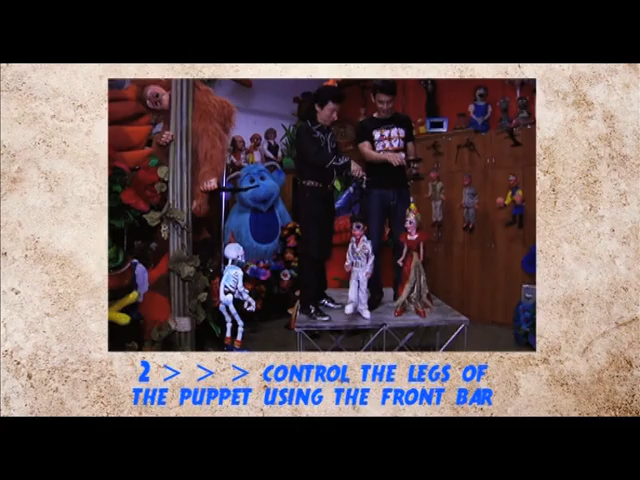 2 > > > CONTROL THE LEGS OF
THE PUPPET USING THE FRONT BAR